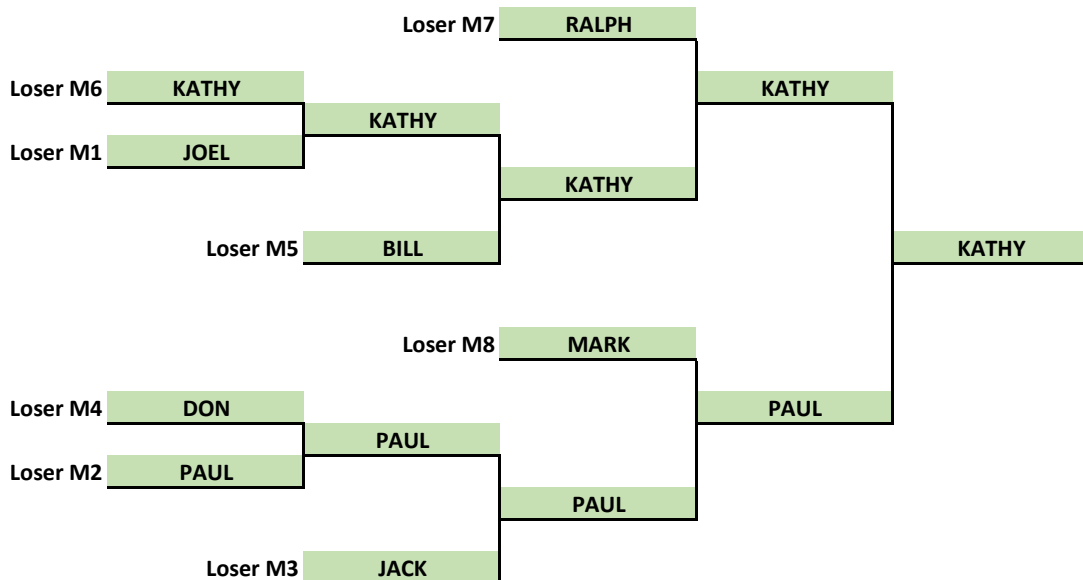 Loser M7 RALPH
Loser M6 KATHY KATHY
KATHY
Loser M1 JOEL
KATHY
Loser M5 BILL KATHY
Loser M8 MARK
Loser M4 DON PAUL
PAUL
Loser M2 PAUL
PAUL
Loser M3 JACK